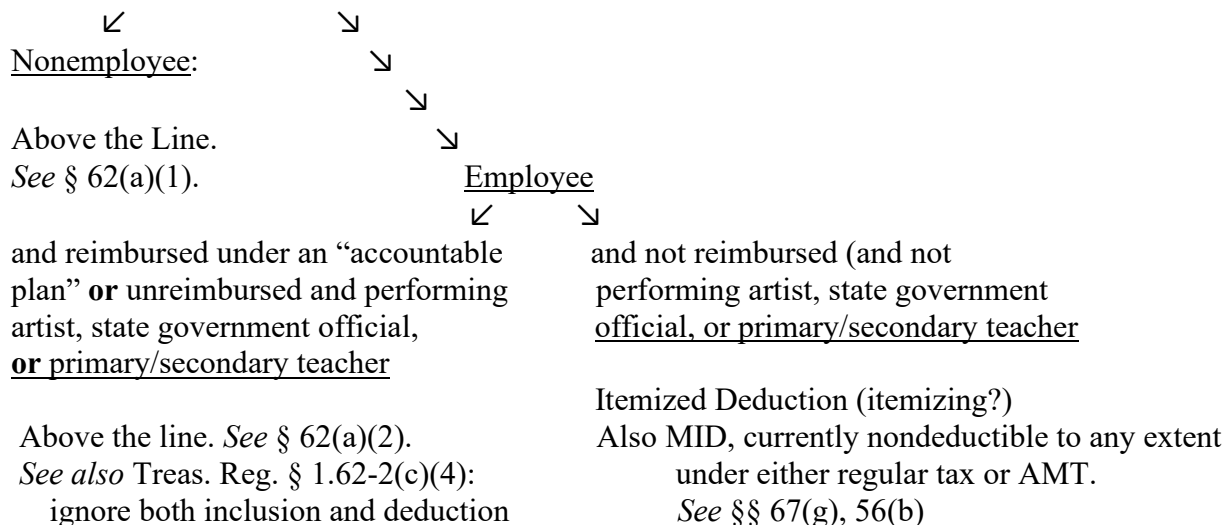 ↙ ↘
Nonemployee: ↘
↘
Above the Line. ↘
See § 62(a)(1). Employee
↙ ↘
and reimbursed under an “accountable and not reimbursed (and not
plan” or unreimbursed and performing performing artist, state government
artist, state government official, official, or primary/secondary teacher
or primary/secondary teacher
Itemized Deduction (itemizing?)
Above the line. See § 62(a)(2). Also MID, currently nondeductible to any extent
See also Treas. Reg. § 1.62-2(c)(4): under either regular tax or AMT.
ignore both inclusion and deduction See §§ 67(g), 56(b)